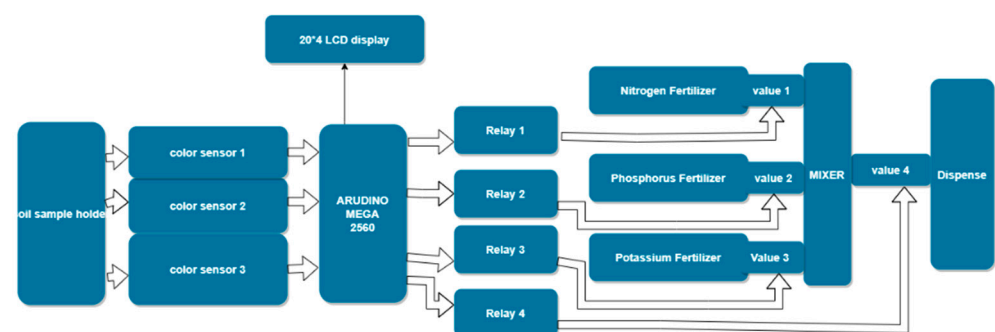 20*4 LCD display
Nitrogen Fertilizer
value 1
Relay 1
color sensor 1
oil sample holde
color sensor 2
ARUDINO
MEGA
2560
Relay 2
Phosphorus Fertilizer
value 2
MIXER
value 4
Dispense
color sensor 3
Relay 3
Potassium Fertilizer
Value 3
Relay 4